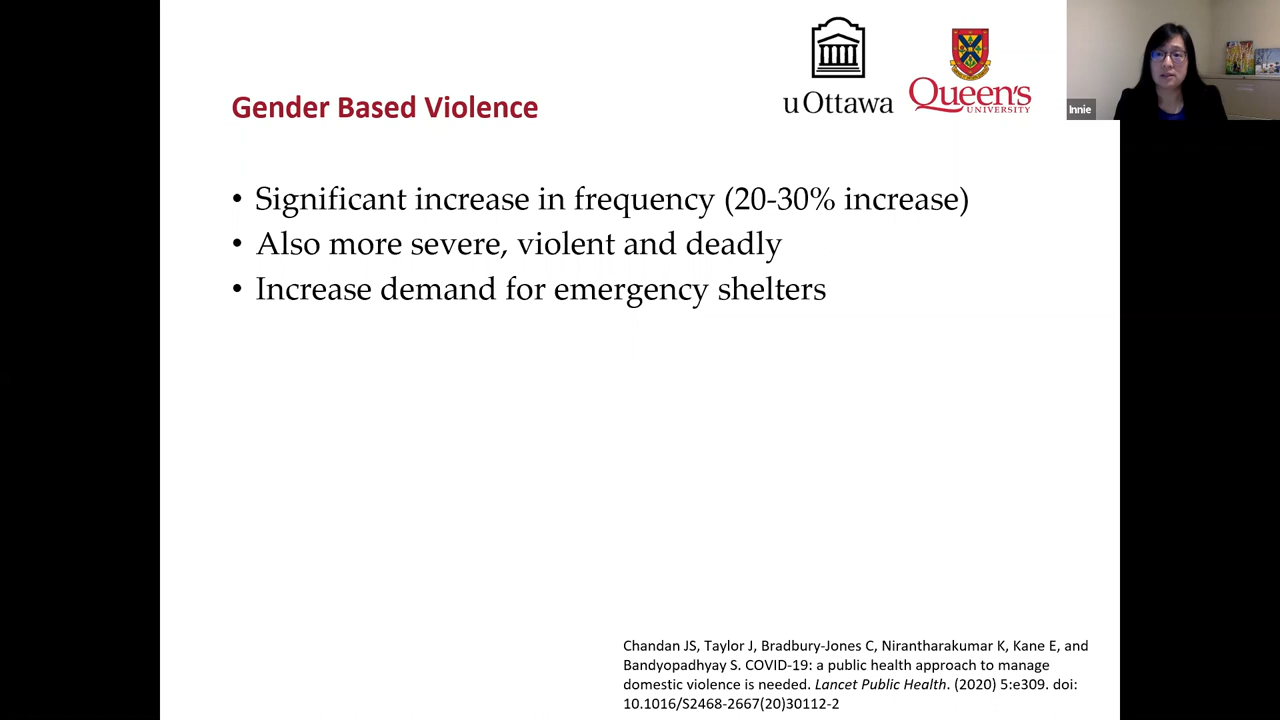 uOttawa
Queen's
UNIVERSITY
Innie
Gender Based Violence
• Significant increase in frequency (20-30% increase)
• Also more severe, violent and deadly
• Increase demand for emergency shelters
Chandan JS, Taylor J, Bradbury-Jones C, Nirantharakumar K, Kane E, and
Bandyopadhyay S. COVID-19: a public health approach to manage
domestic violence is needed. Lancet Public Health. (2020) 5:e309. doi:
10.1016/S2468-2667(20)30112-2